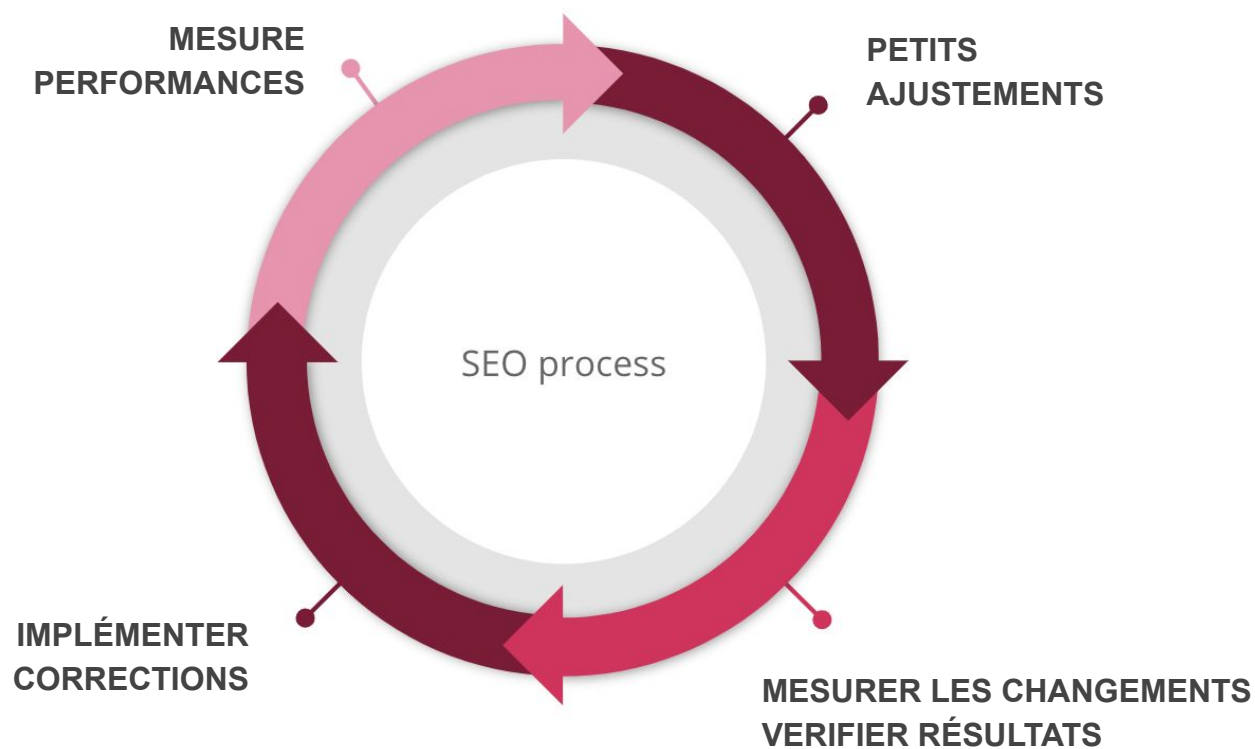 MESURE
PERFORMANCES
PETITS
AJUSTEMENTS
SEO process
IMPLÉMENTER
CORRECTIONS
MESURER LES CHANGEMENTS
VERIFIER RÉSULTATS